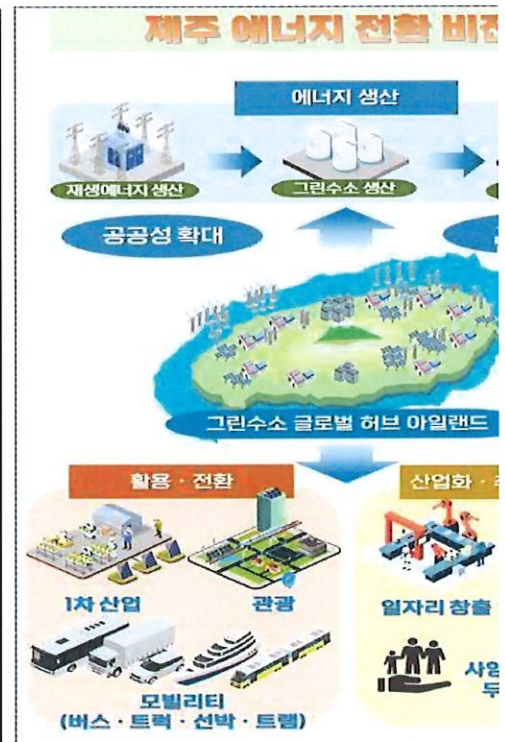 제주 에너지 전환 비전
에너지 생산
재생에너지 생산
그린수소 생산
공공성 확대
그린수소 글로벌 허브 아일랜드
활용 · 전환
산업화 ·
1차 산업
관광
일자리 창출
모빌리티
(버스 · 트럭 · 선박 · 트램)